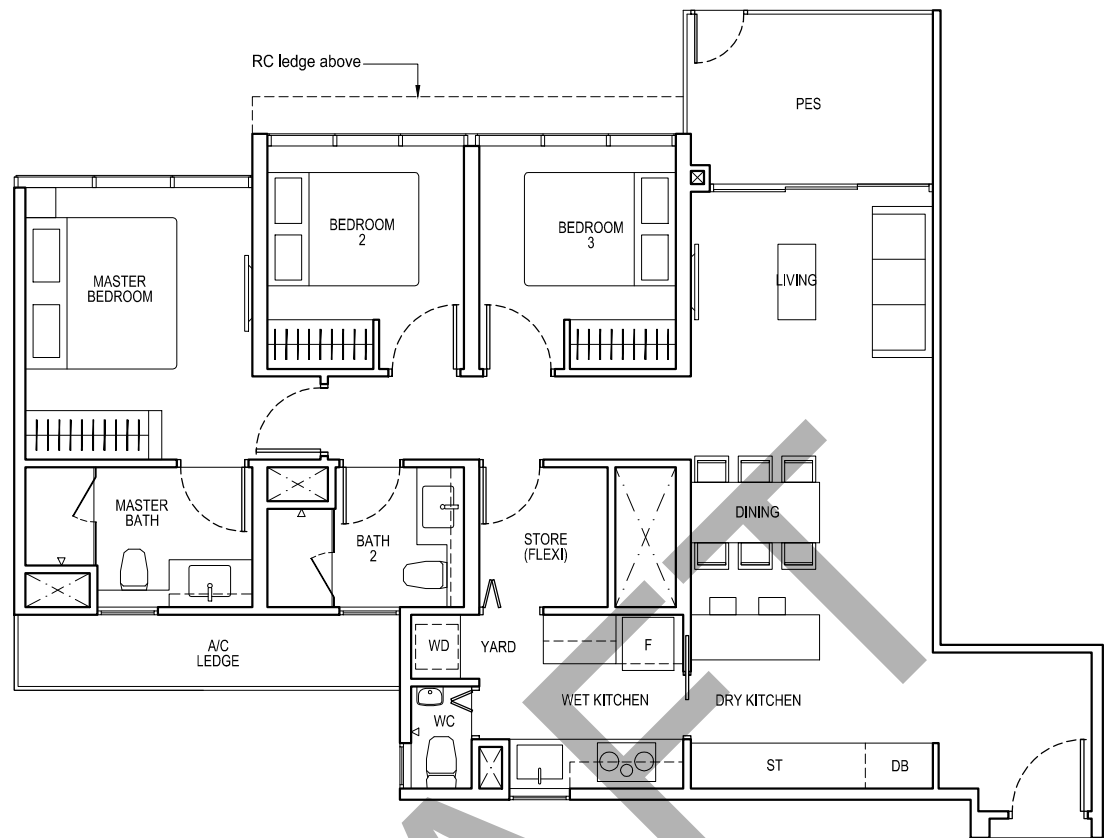 RC ledge above
PES
BEDROOM
2
BEDROOM
3
MASTER
BEDROOM
LIVING
MASTER
BATH
BATH
2
STORE
(FLEXI)
DINING
A/C
LEDGE
WD
YARD
F
WET KITCHEN
DRY KITCHEN
WC
ST
DB
AFT